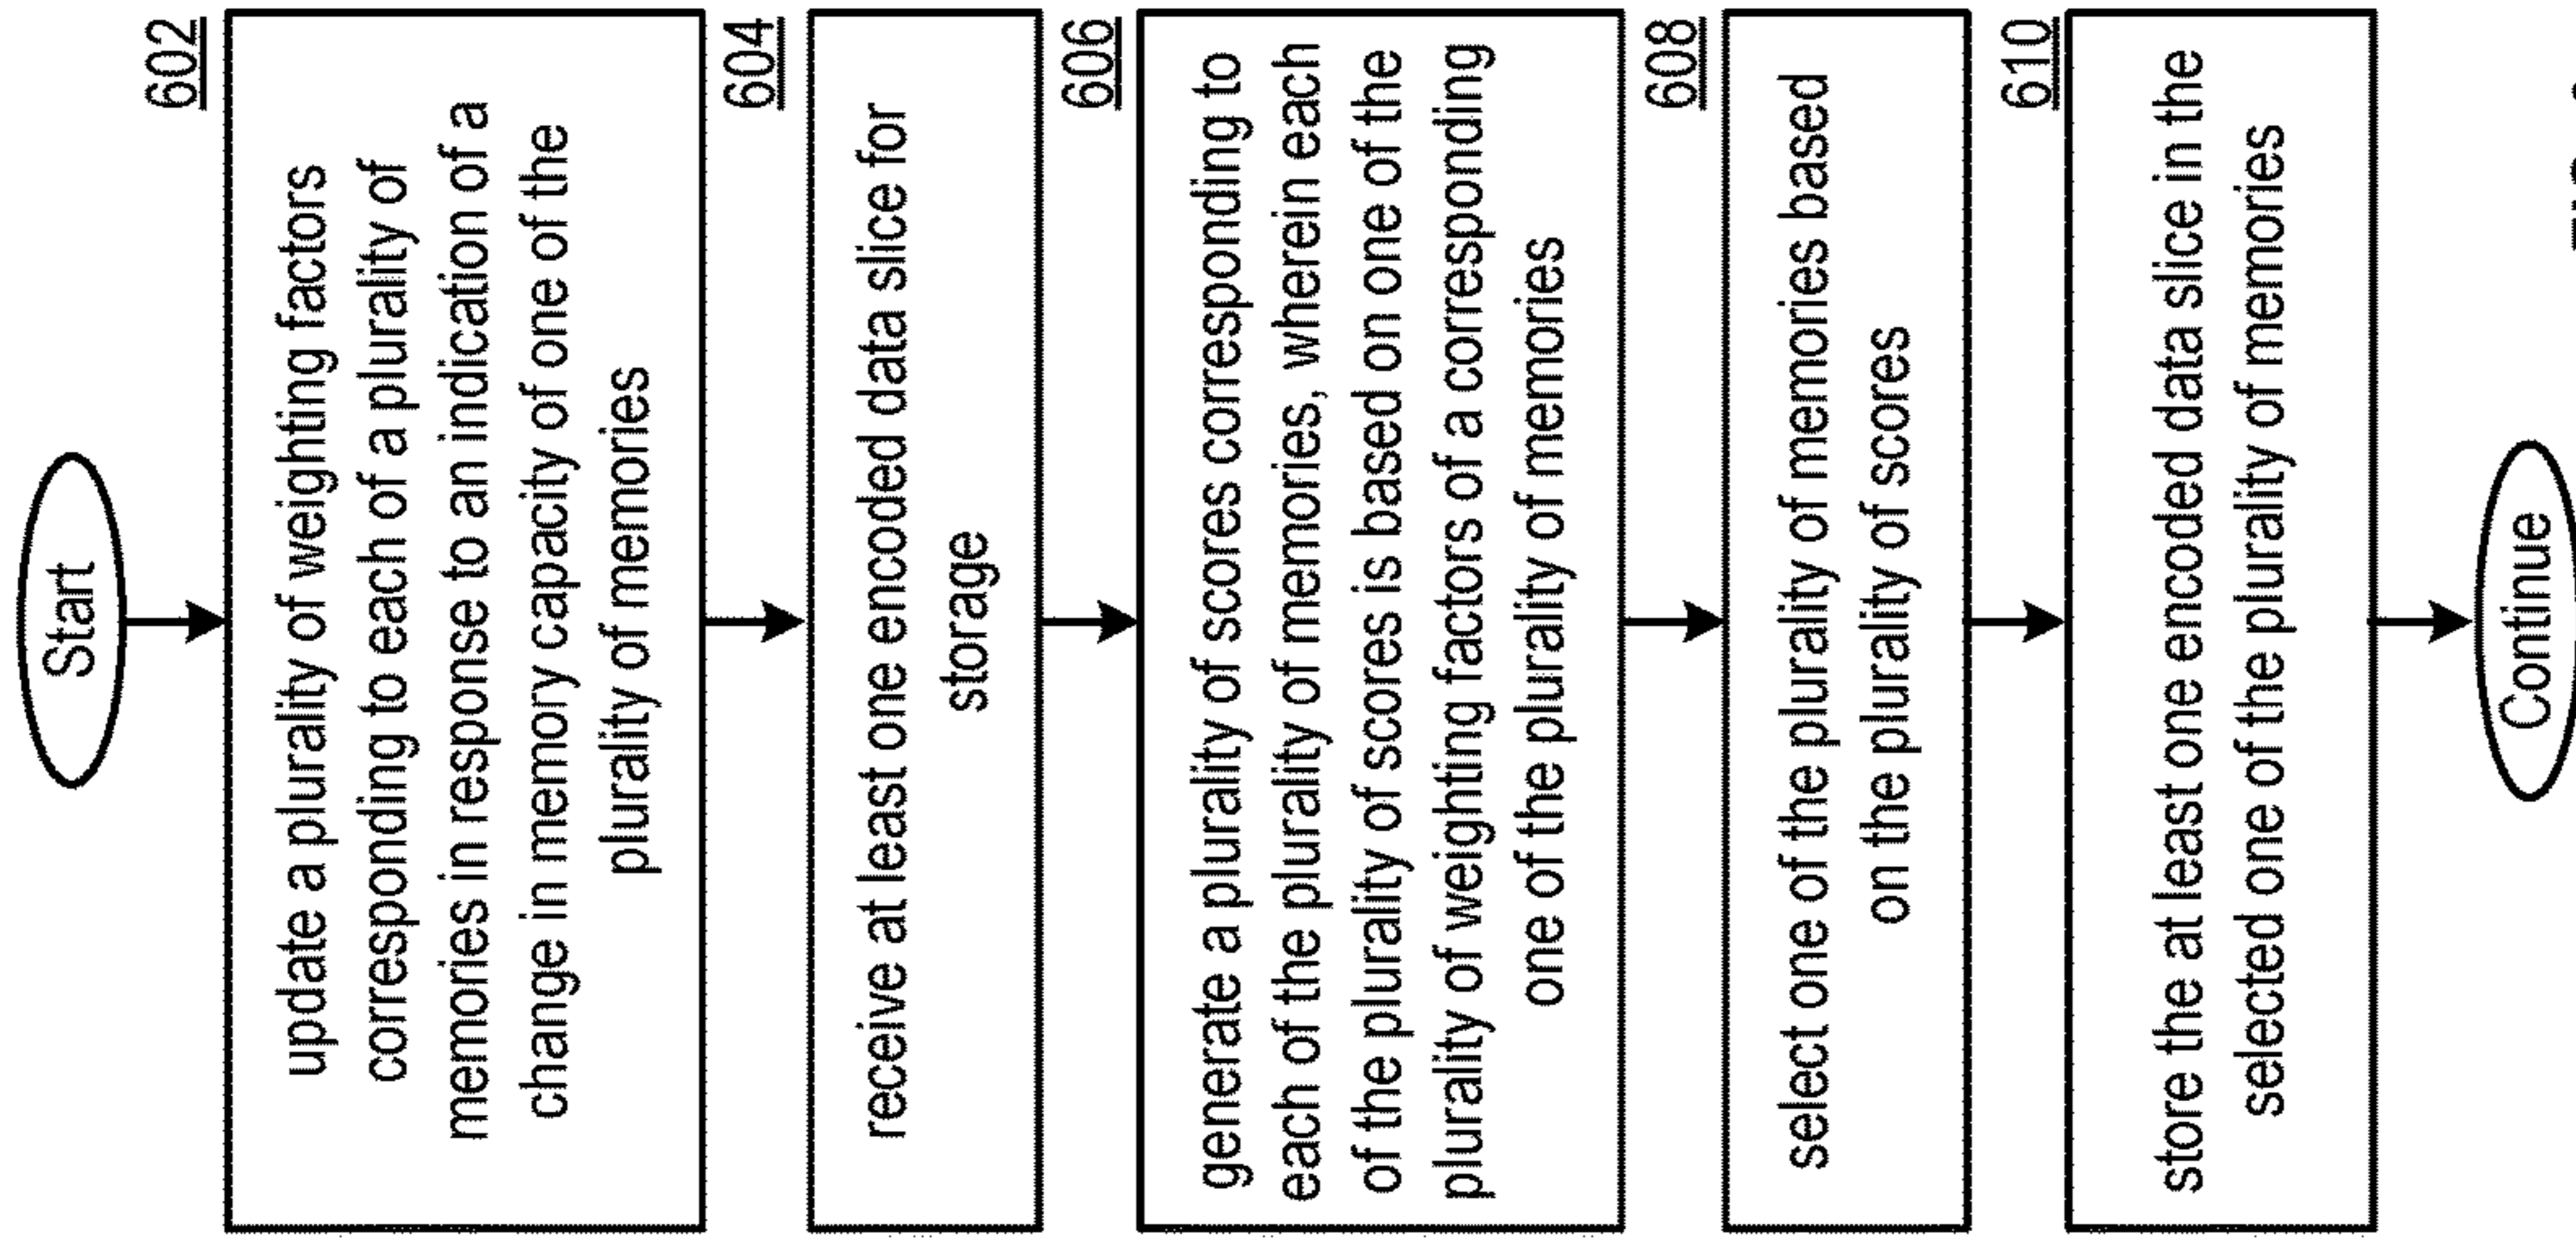 Start
602
update a plurality of weighting factors
corresponding to each of a plurality of
memories in response to an indication of a
change in memory capacity of one of the
plurality of memories
604
receive at least one encoded data slice for
storage
606
generate a plurality of scores corresponding to
each of the plurality of memories, wherein each
of the plurality of scores is based on one of the
plurality of weighting factors of a corresponding
one of the plurality of memories
608
select one of the plurality of memories based
on the plurality of scores
610
store the at least one encoded data slice in the
selected one of the plurality of memories
Continue